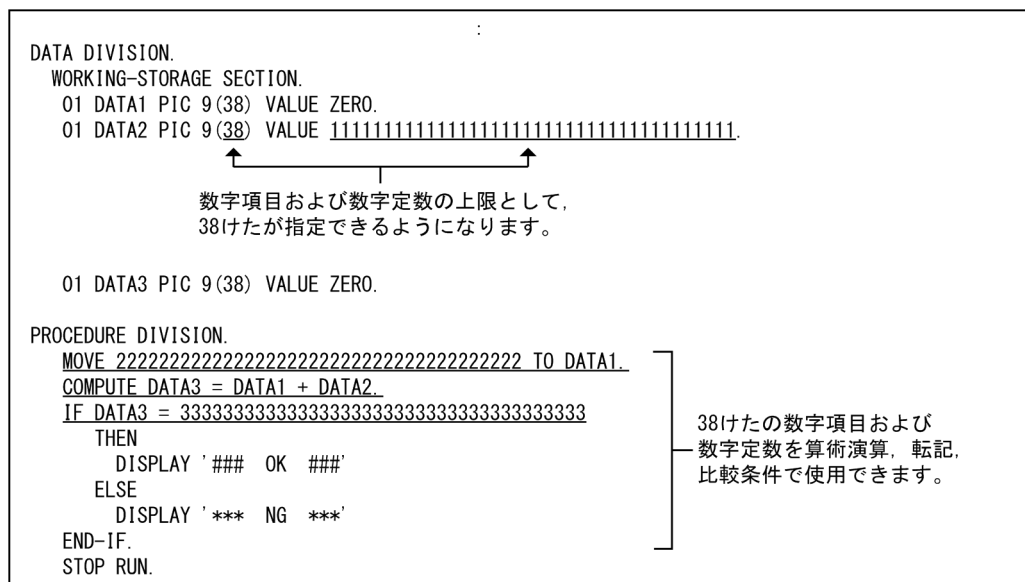 :
DATA DIVISION.
WORKING-STORAGE SECTION.
01 DATA1 PIC 9(38) VALUE ZERO.
01 DATA2 PIC 9(38) VALUE 11111111111111111111111111111111111111.
数字項目および数字定数の上限として,
38けたが指定できるようになります。
01 DATA3 PIC 9(38) VALUE ZERO.
PROCEDURE DIVISION.
MOVE 22222222222222222222222222222222222222 TO DATA1.
COMPUTE DATA3 = DATA1 + DATA2.
IF DATA3 = 33333333333333333333333333333333333333
THEN
DISPLAY '### OK ###'
ELSE
DISPLAY '*** NG ***'
END-IF.
STOP RUN.
38けたの数字項目および
数字定数を算術演算, 転記,
比較条件で使用できます。